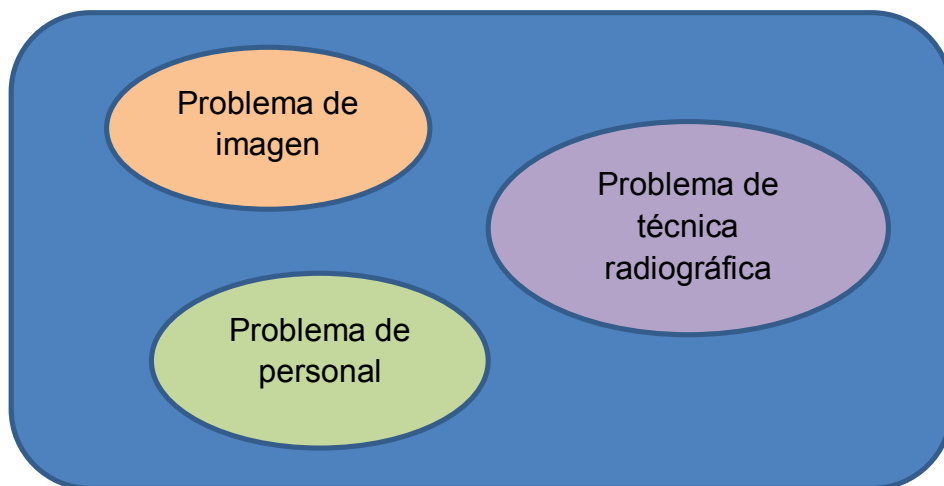 Problema de
imagen
Problema de
técnica
radiográfica
Problema de
personal